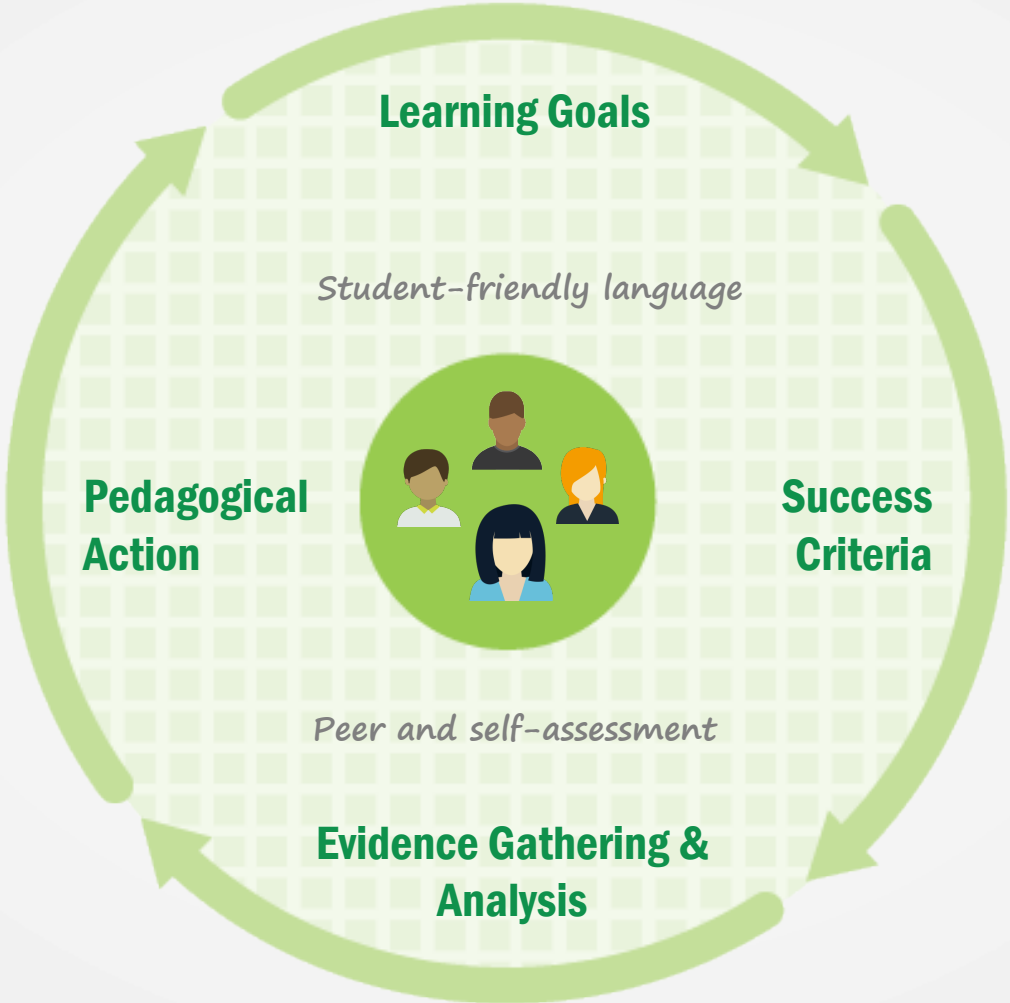 Learning Goals
Student-friendly language
Pedagogical
Action
Success
Criteria
Peer and self-assessment
Evidence Gathering &
Analysis